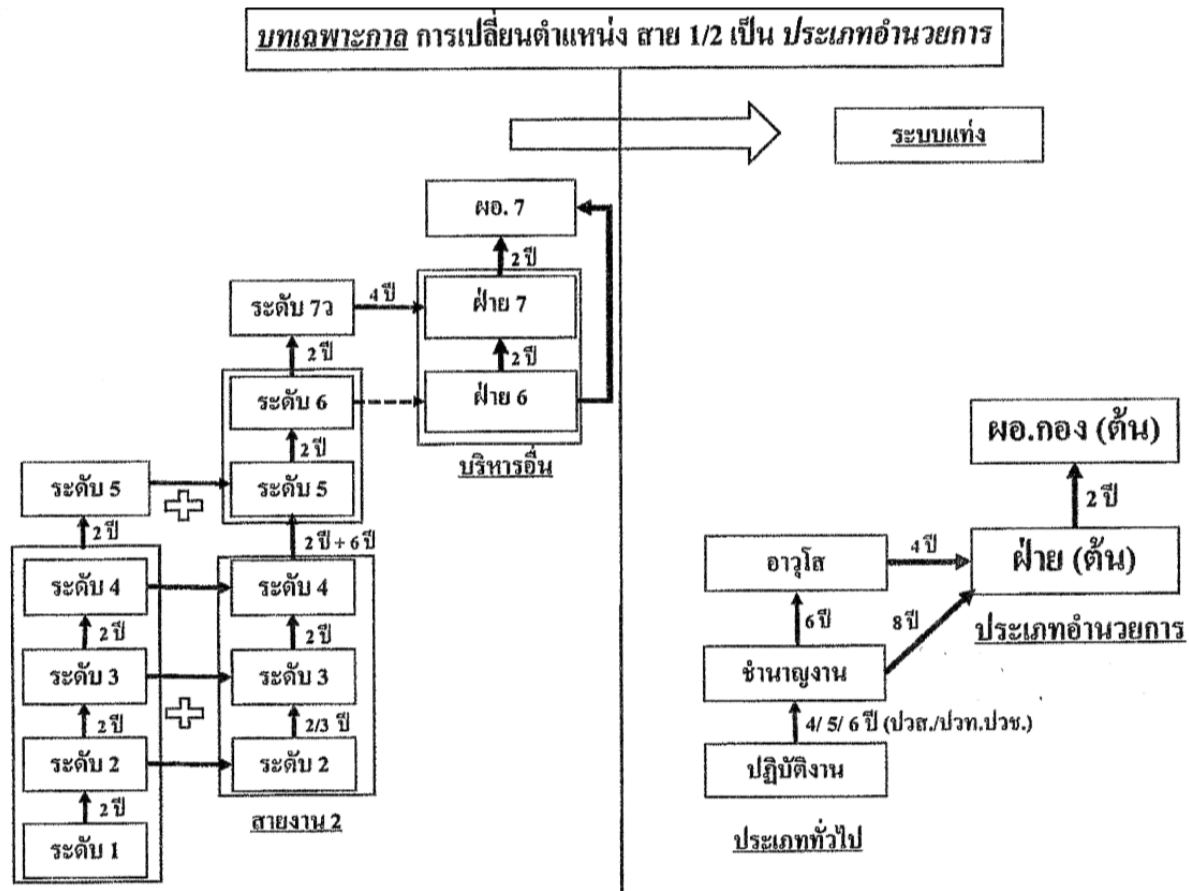 บทเฉพาะกาล การเปลี่ยนตำแหน่ง สาย 1/2 เป็น ประเภทอำนวยการ
ระบบแท่ง
ผอ. 7
2 ปี
ระดับ 7ว
4 ปี
ฝ่าย 7
2 ปี
2 ปี
ระดับ 6
ฝ่าย 6
2 ปี
บริหารอื่น
ระดับ 5
ระดับ 5
2 ปี
2 ปี + 6 ปี
ระดับ 4
ระดับ 4
2 ปี
2 ปี
ระดับ 3
ระดับ 3
2 ปี
2/3 ปี
ระดับ 2
ระดับ 2
2 ปี
สายงาน 2
ระดับ 1
ผอ.กอง (ต้น)
2 ปี
อาวุโส
4 ปี
ฝ่าย (ต้น)
6 ปี
8 ปี
ประเภทอำนวยการ
ชำนาญงาน
4/ 5/ 6 ปี (ปวส./ปวท.ปวช.)
ปฏิบัติงาน
ประเภททั่วไป